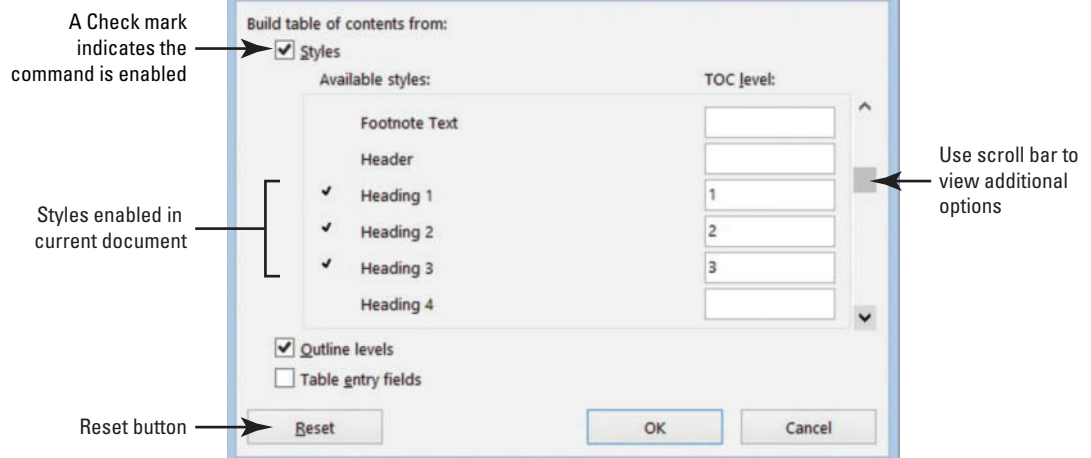 A Check mark
indicates the
command is enabled
Build table of contents from:
Styles
Available styles:
TOC level:
Footnote Text
Header
Heading 1
1
Heading 2
2
Heading 3
3
Heading 4
Styles enabled in
current document
Use scroll bar to
view additional
options
Outline levels
Table entry fields
Reset button
Reset
OK
Cancel